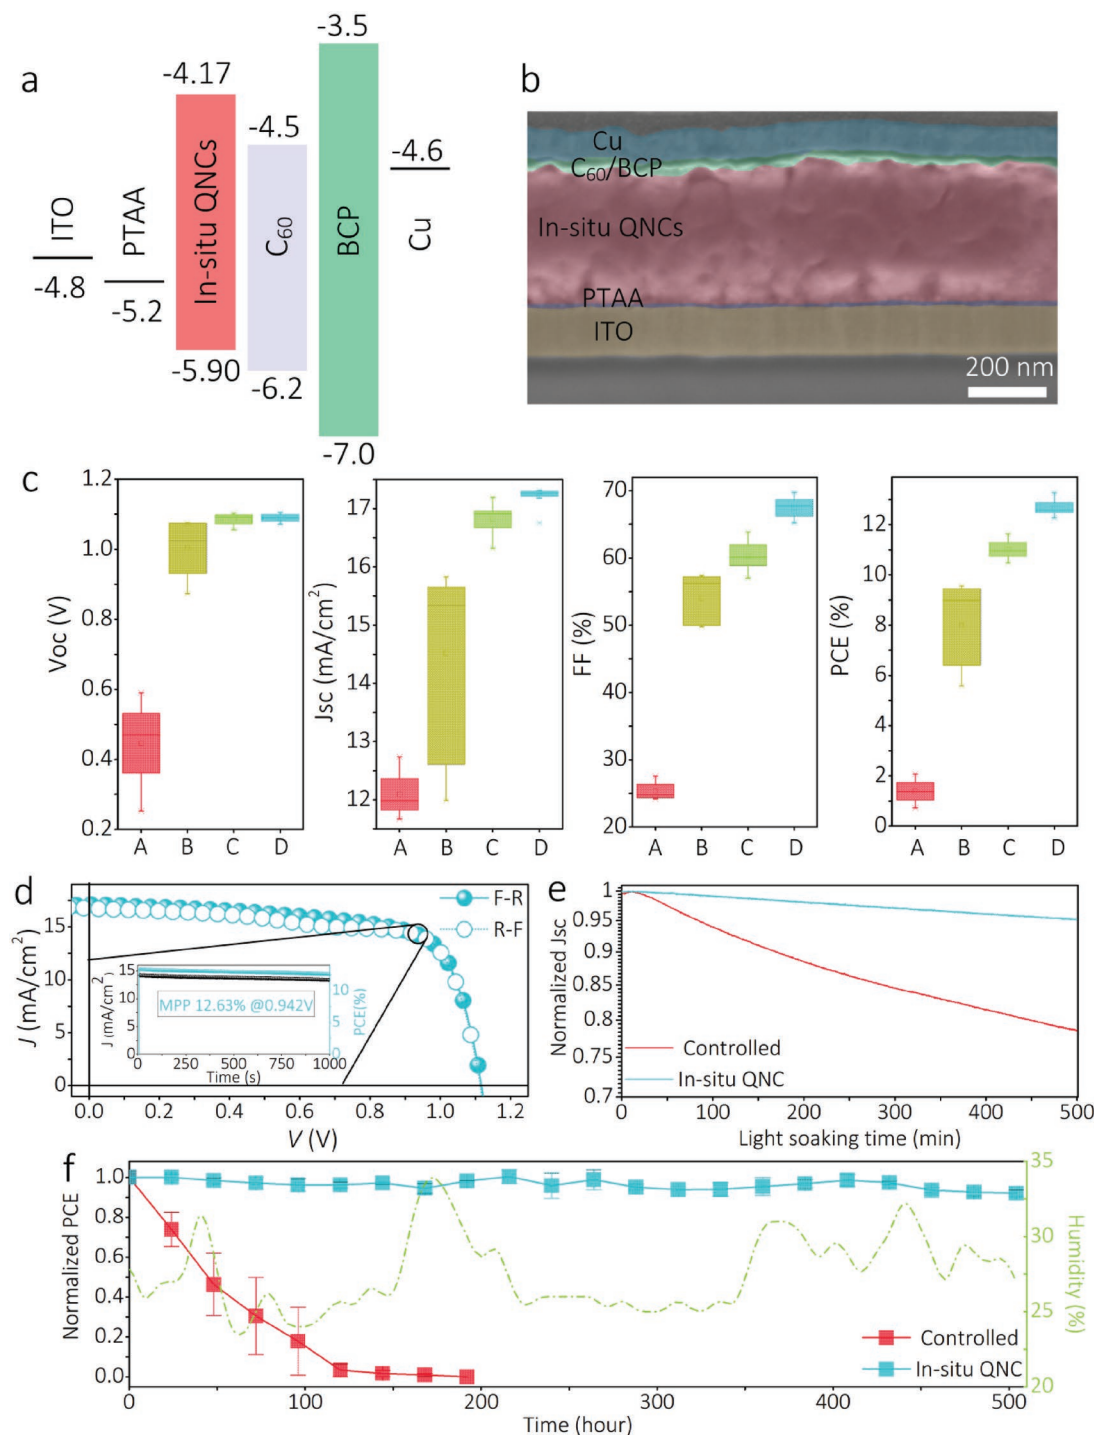 a
-3.5
-4.17
-4.5
-4.6
ITO
PTAA
In-situ QNCs
C60
BCP
Cu
-4.8
-5.2
-5.90
-6.2
-7.0
b
Cu
C60/BCP
In-situ QNCs
PTAA
ITO
200 nm
c
Voc (V)
1.2
1.0
0.8
0.6
0.4
0.2
A B C D
Jsc (mA/cm2)
17
16
15
14
13
12
A B C D
FF (%)
70
60
50
40
30
20
A B C D
PCE (%)
12
10
8
6
4
2
0
A B C D
d
J (mA/cm2)
15
10
5
0
F-R
R-F
J (mA/cm2)
15
10
5
0
MPP 12.63% @0.942V
10
5
0
PCE(%)
0 250 500 750 1000
Time (s)
0.0 0.2 0.4 0.6 0.8 1.0 1.2
V (V)
e
Normalized Jsc
1
0.95
0.9
0.85
0.8
0.75
0.7
Controlled
In-situ QNC
0 100 200 300 400 500
Light soaking time (min)
f
Normalized PCE
1.0
0.8
0.6
0.4
0.2
0.0
35
30
25
20
Humidity (%)
Controlled
In-situ QNC
0 100 200 300 400 500
Time (hour)